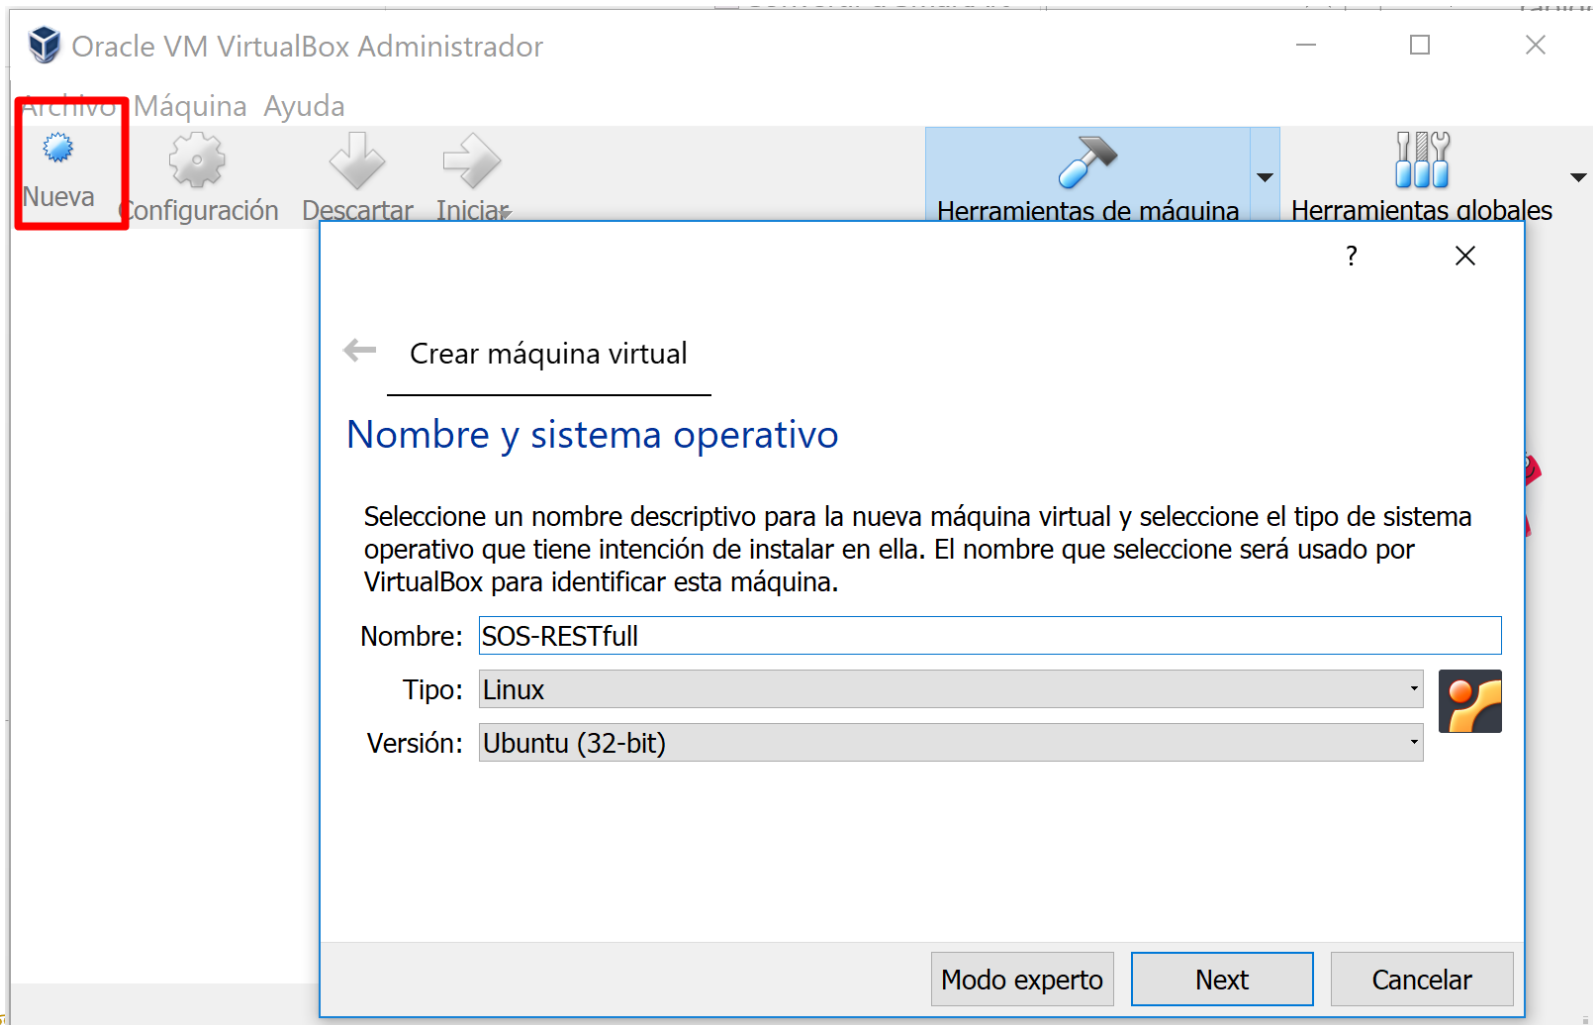 Oracle VM VirtualBox Administrador
Archivo Máquina Ayuda
Nueva
Configuración
Descartar
Iniciar
Herramientas de máquina
Herramientas globales
?
Crear máquina virtual
Nombre y sistema operativo
Seleccione un nombre descriptivo para la nueva máquina virtual y seleccione el tipo de sistema
operativo que tiene intención de instalar en ella. El nombre que seleccione será usado por
VirtualBox para identificar esta máquina.
Nombre: SOS-RESTfull
Tipo: Linux
Versión: Ubuntu (32-bit)
Modo experto
Next
Cancelar